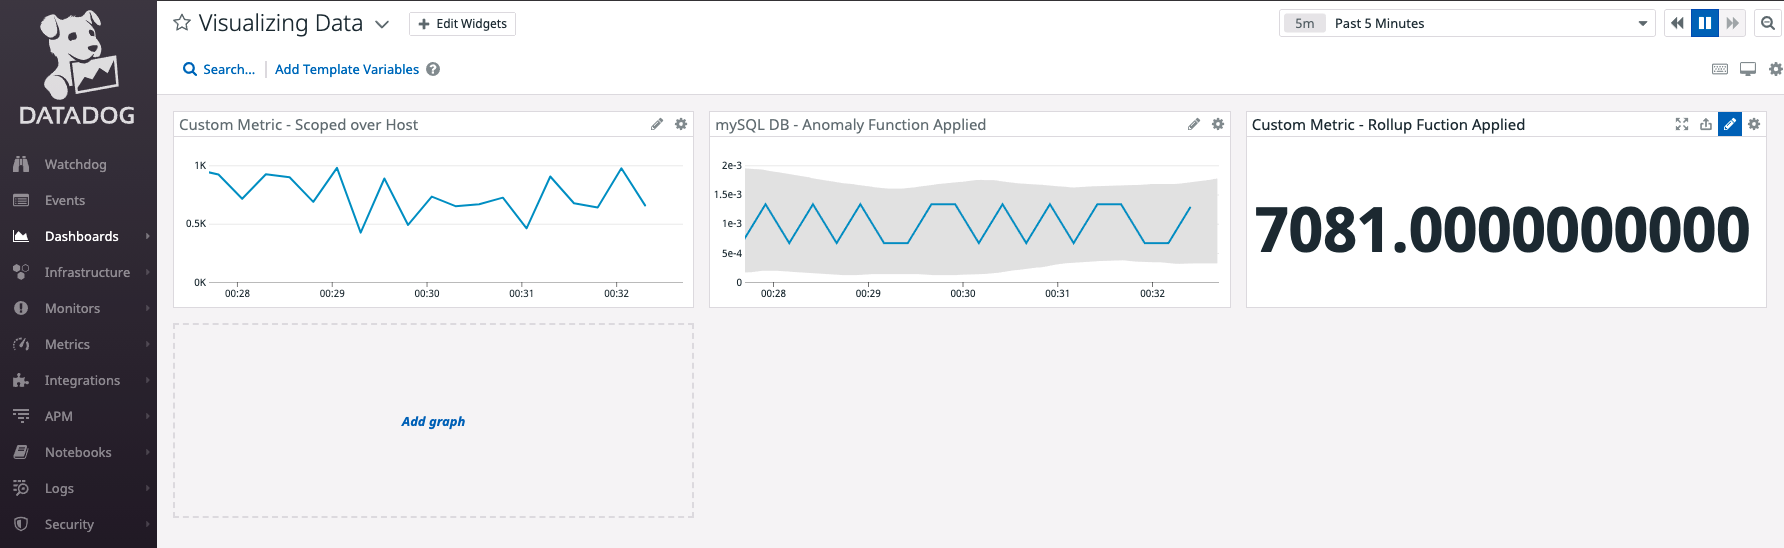 DATADOG
Watchdog
Events
Dashboards
Infrastructure
Monitors
Metrics
Integrations
APM
Notebooks
Logs
Security
Visualizing Data
Edit Widgets
5m Past 5 Minutes
Search... Add Template Variables ?
Custom Metric - Scoped over Host
1K
0.5K
0K
00:28 00:29 00:30 00:31 00:32
mySQL DB - Anomaly Function Applied
2e-3
1.5e-3
1e-3
5e-4
0
00:28 00:29 00:30 00:31 00:32
Custom Metric - Rollup Fuction Applied
7081.0000000000
Add graph